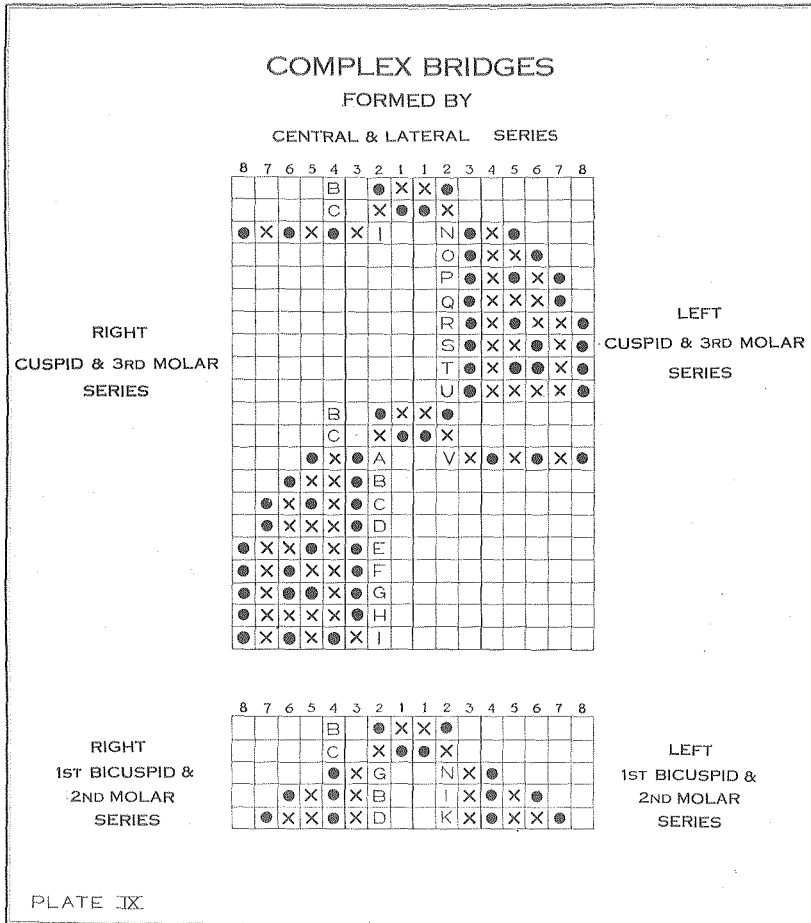 COMPLEX BRIDGES
FORMED BY
CENTRAL & LATERAL SERIES
8 7 6 5 4 3 2 1 1 2 3 4 5 6 7 8
B ● X X ●
C X ● ● X
● X ● X ● X I N ● X ●
O ● X X ●
P ● X ● X ●
Q ● X X X ●
R ● X ● X X ●
S ● X X ● X ●
T ● X ● ● X ●
U ● X X X X ●
B ● X X ●
C X ● ● X
● X ● A V X ● X ● X ●
● X X ● B
● X ● X ● C
● X X X ● D
● X X ● X ● E
● X ● X X ● F
● X ● ● X ● G
● X X X X ● H
● X ● X ● X I
RIGHT
CUSPID & 3RD MOLAR
SERIES
LEFT
CUSPID & 3RD MOLAR
SERIES
8 7 6 5 4 3 2 1 1 2 3 4 5 6 7 8
B ● X X ●
C X ● ● X
● X G N X ●
● X ● X B I X ● X ●
● X X ● X D K X ● X X ●
RIGHT
1ST BICUSPID &
2ND MOLAR
SERIES
LEFT
1ST BICUSPID &
2ND MOLAR
SERIES
PLATE IX